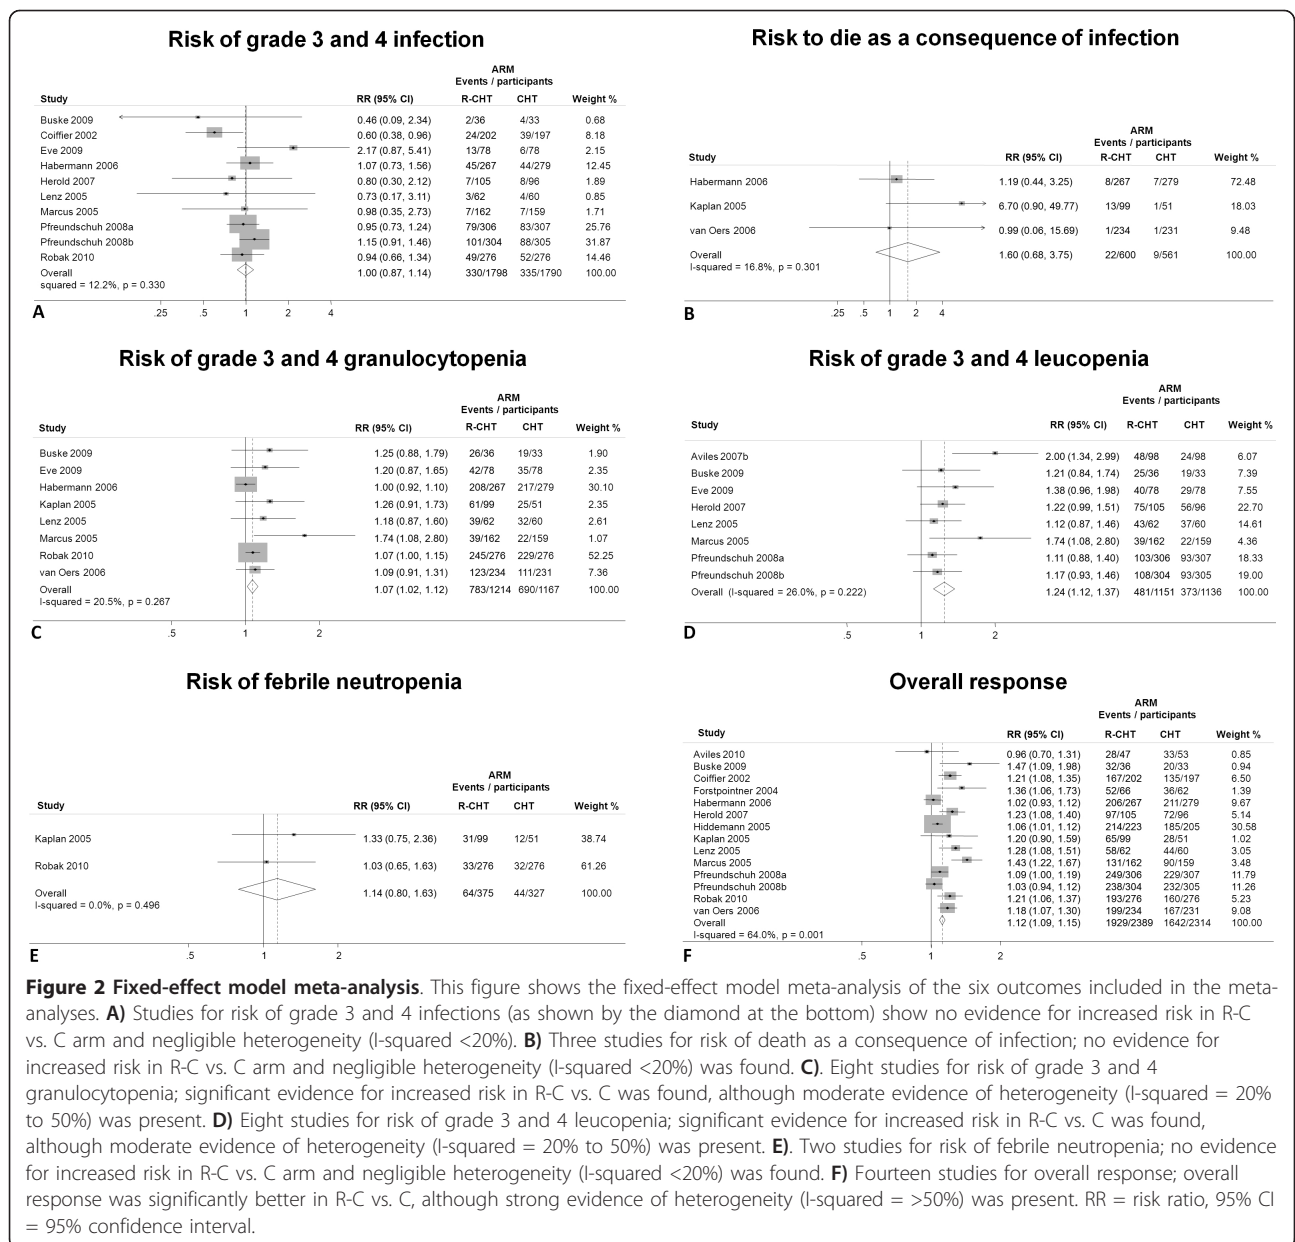 Risk of grade 3 and 4 infection
ARM
Events / participants
Study RR (95% CI) R-CHT CHT Weight %
Buske 2009 0.46 (0.09, 2.34) 2/36 4/33 0.68
Coiffier 2002 0.60 (0.38, 0.96) 24/202 39/197 8.18
Eve 2009 2.17 (0.87, 5.41) 13/78 6/78 2.15
Habermann 2006 1.07 (0.73, 1.56) 45/267 44/279 12.45
Herold 2007 0.80 (0.30, 2.12) 7/105 8/96 1.89
Lenz 2005 0.73 (0.17, 3.11) 3/62 4/60 0.85
Marcus 2005 0.98 (0.35, 2.73) 7/162 7/159 1.71
Pfreundschuh 2008a 0.95 (0.73, 1.24) 79/306 83/307 25.76
Pfreundschuh 2008b 1.15 (0.91, 1.46) 101/304 88/305 31.87
Robak 2010 0.94 (0.66, 1.34) 49/276 52/276 14.46
Overall 1.00 (0.87, 1.14) 330/1798 335/1790 100.00
squared = 12.2%, p = 0.330
A
.25 .5 1 2 4
Risk to die as a consequence of infection
ARM
Events / participants
Study RR (95% CI) R-CHT CHT Weight %
Habermann 2006 1.19 (0.44, 3.25) 8/267 7/279 72.48
Kaplan 2005 6.70 (0.90, 49.77) 13/99 1/51 18.03
van Oers 2006 0.99 (0.06, 15.69) 1/234 1/231 9.48
Overall 1.60 (0.68, 3.75) 22/600 9/561 100.00
I-squared = 16.8%, p = 0.301
B
.25 .5 1 2 4
Risk of grade 3 and 4 granulocytopenia
ARM
Events / participants
Study RR (95% CI) R-CHT CHT Weight %
Buske 2009 1.25 (0.88, 1.79) 26/36 19/33 1.90
Eve 2009 1.20 (0.87, 1.65) 42/78 35/78 2.35
Habermann 2006 1.00 (0.92, 1.10) 208/267 217/279 30.10
Kaplan 2005 1.26 (0.91, 1.73) 61/99 25/51 2.35
Lenz 2005 1.18 (0.87, 1.60) 39/62 32/60 2.61
Marcus 2005 1.74 (1.08, 2.80) 39/162 22/159 1.07
Robak 2010 1.07 (1.00, 1.15) 245/276 229/276 52.25
van Oers 2006 1.09 (0.91, 1.31) 123/234 111/231 7.36
Overall 1.07 (1.02, 1.12) 783/1214 690/1167 100.00
I-squared = 20.5%, p = 0.267
C
.5 1 2
Risk of grade 3 and 4 leucopenia
ARM
Events / participants
Study RR (95% CI) R-CHT CHT Weight %
Aviles 2007b 2.00 (1.34, 2.99) 48/98 24/98 6.07
Buske 2009 1.21 (0.84, 1.74) 25/36 19/33 7.39
Eve 2009 1.38 (0.96, 1.98) 40/78 29/78 7.55
Herold 2007 1.22 (0.99, 1.51) 75/105 56/96 22.70
Lenz 2005 1.12 (0.87, 1.46) 43/62 37/60 14.61
Marcus 2005 1.74 (1.08, 2.80) 39/162 22/159 4.36
Pfreundschuh 2008a 1.11 (0.88, 1.40) 103/306 93/307 18.33
Pfreundschuh 2008b 1.17 (0.93, 1.46) 108/304 93/305 19.00
Overall (I-squared = 26.0%, p = 0.222) 1.24 (1.12, 1.37) 481/1151 373/1136 100.00
D
.5 1 2
Risk of febrile neutropenia
ARM
Events / participants
Study RR (95% CI) R-CHT CHT Weight %
Kaplan 2005 1.33 (0.75, 2.36) 31/99 12/51 38.74
Robak 2010 1.03 (0.65, 1.63) 33/276 32/276 61.26
Overall 1.14 (0.80, 1.63) 64/375 44/327 100.00
I-squared = 0.0%, p = 0.496
E
.5 1 2
Overall response
ARM
Events / participants
Study RR (95% CI) R-CHT CHT Weight %
Aviles 2010 0.96 (0.70, 1.31) 28/47 33/53 0.85
Buske 2009 1.47 (1.09, 1.98) 32/36 20/33 0.94
Coiffier 2002 1.21 (1.08, 1.35) 167/202 135/197 6.50
Forstpointner 2004 1.36 (1.06, 1.73) 52/66 36/62 1.39
Habermann 2006 1.02 (0.93, 1.12) 206/267 211/279 9.67
Herold 2007 1.23 (1.08, 1.40) 97/105 72/96 5.14
Hiddemann 2005 1.06 (1.01, 1.12) 214/223 185/205 30.58
Kaplan 2005 1.20 (0.90, 1.59) 65/99 28/51 1.02
Lenz 2005 1.28 (1.08, 1.51) 58/62 44/60 3.05
Marcus 2005 1.43 (1.22, 1.67) 131/162 90/159 3.48
Pfreundschuh 2008a 1.09 (1.00, 1.19) 249/306 229/307 11.79
Pfreundschuh 2008b 1.03 (0.94, 1.12) 238/304 232/305 11.26
Robak 2010 1.21 (1.06, 1.37) 193/276 160/276 5.23
van Oers 2006 1.18 (1.07, 1.30) 199/234 167/231 9.08
Overall 1.12 (1.09, 1.15) 1929/2389 1642/2314 100.00
I-squared = 64.0%, p = 0.001
F
.5 1 2
Figure 2 Fixed-effect model meta-analysis. This figure shows the fixed-effect model meta-analysis of the six outcomes included in the meta-
analyses. A) Studies for risk of grade 3 and 4 infections (as shown by the diamond at the bottom) show no evidence for increased risk in R-C
vs. C arm and negligible heterogeneity (I-squared <20%). B) Three studies for risk of death as a consequence of infection; no evidence for
increased risk in R-C vs. C arm and negligible heterogeneity (I-squared <20%) was found. C). Eight studies for risk of grade 3 and 4
granulocytopenia; significant evidence for increased risk in R-C vs. C was found, although moderate evidence of heterogeneity (I-squared = 20%
to 50%) was present. D) Eight studies for risk of grade 3 and 4 leucopenia; significant evidence for increased risk in R-C vs. C was found,
although moderate evidence of heterogeneity (I-squared = 20% to 50%) was present. E). Two studies for risk of febrile neutropenia; no evidence
for increased risk in R-C vs. C arm and negligible heterogeneity (I-squared <20%) was found. F) Fourteen studies for overall response; overall
response was significantly better in R-C vs. C, although strong evidence of heterogeneity (I-squared = >50%) was present. RR = risk ratio, 95% CI
= 95% confidence interval.